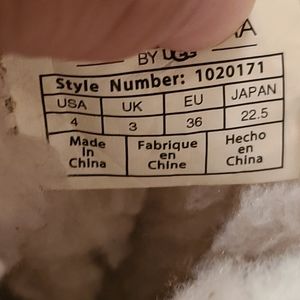 BY UGG
Style Number: 1020171
USA UK EU JAPAN
4 3 36 22.5
Made Fabrique Hecho
in en en
China Chine China